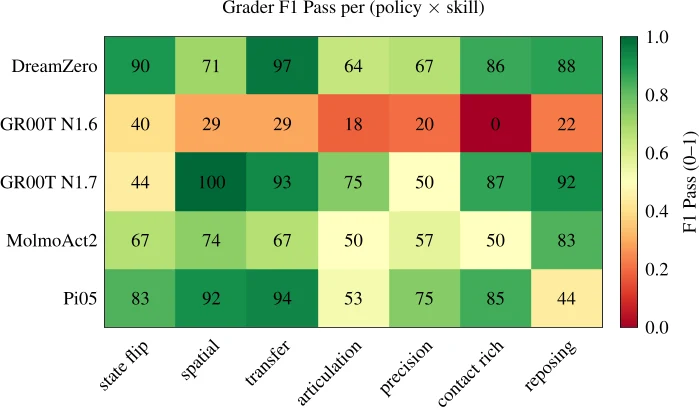 Grader F1 Pass per (policy × skill)
DreamZero 90 71 97 64 67 86 88
GR00T N1.6 40 29 29 18 20 0 22
GR00T N1.7 44 100 93 75 50 87 92
MolmoAct2 67 74 67 50 57 50 83
Pi05 83 92 94 53 75 85 44
state flip
spatial
transfer
articulation
precision
contact rich
reposing
1.0
0.8
0.6
0.4
0.2
0.0
F1 Pass (0–1)